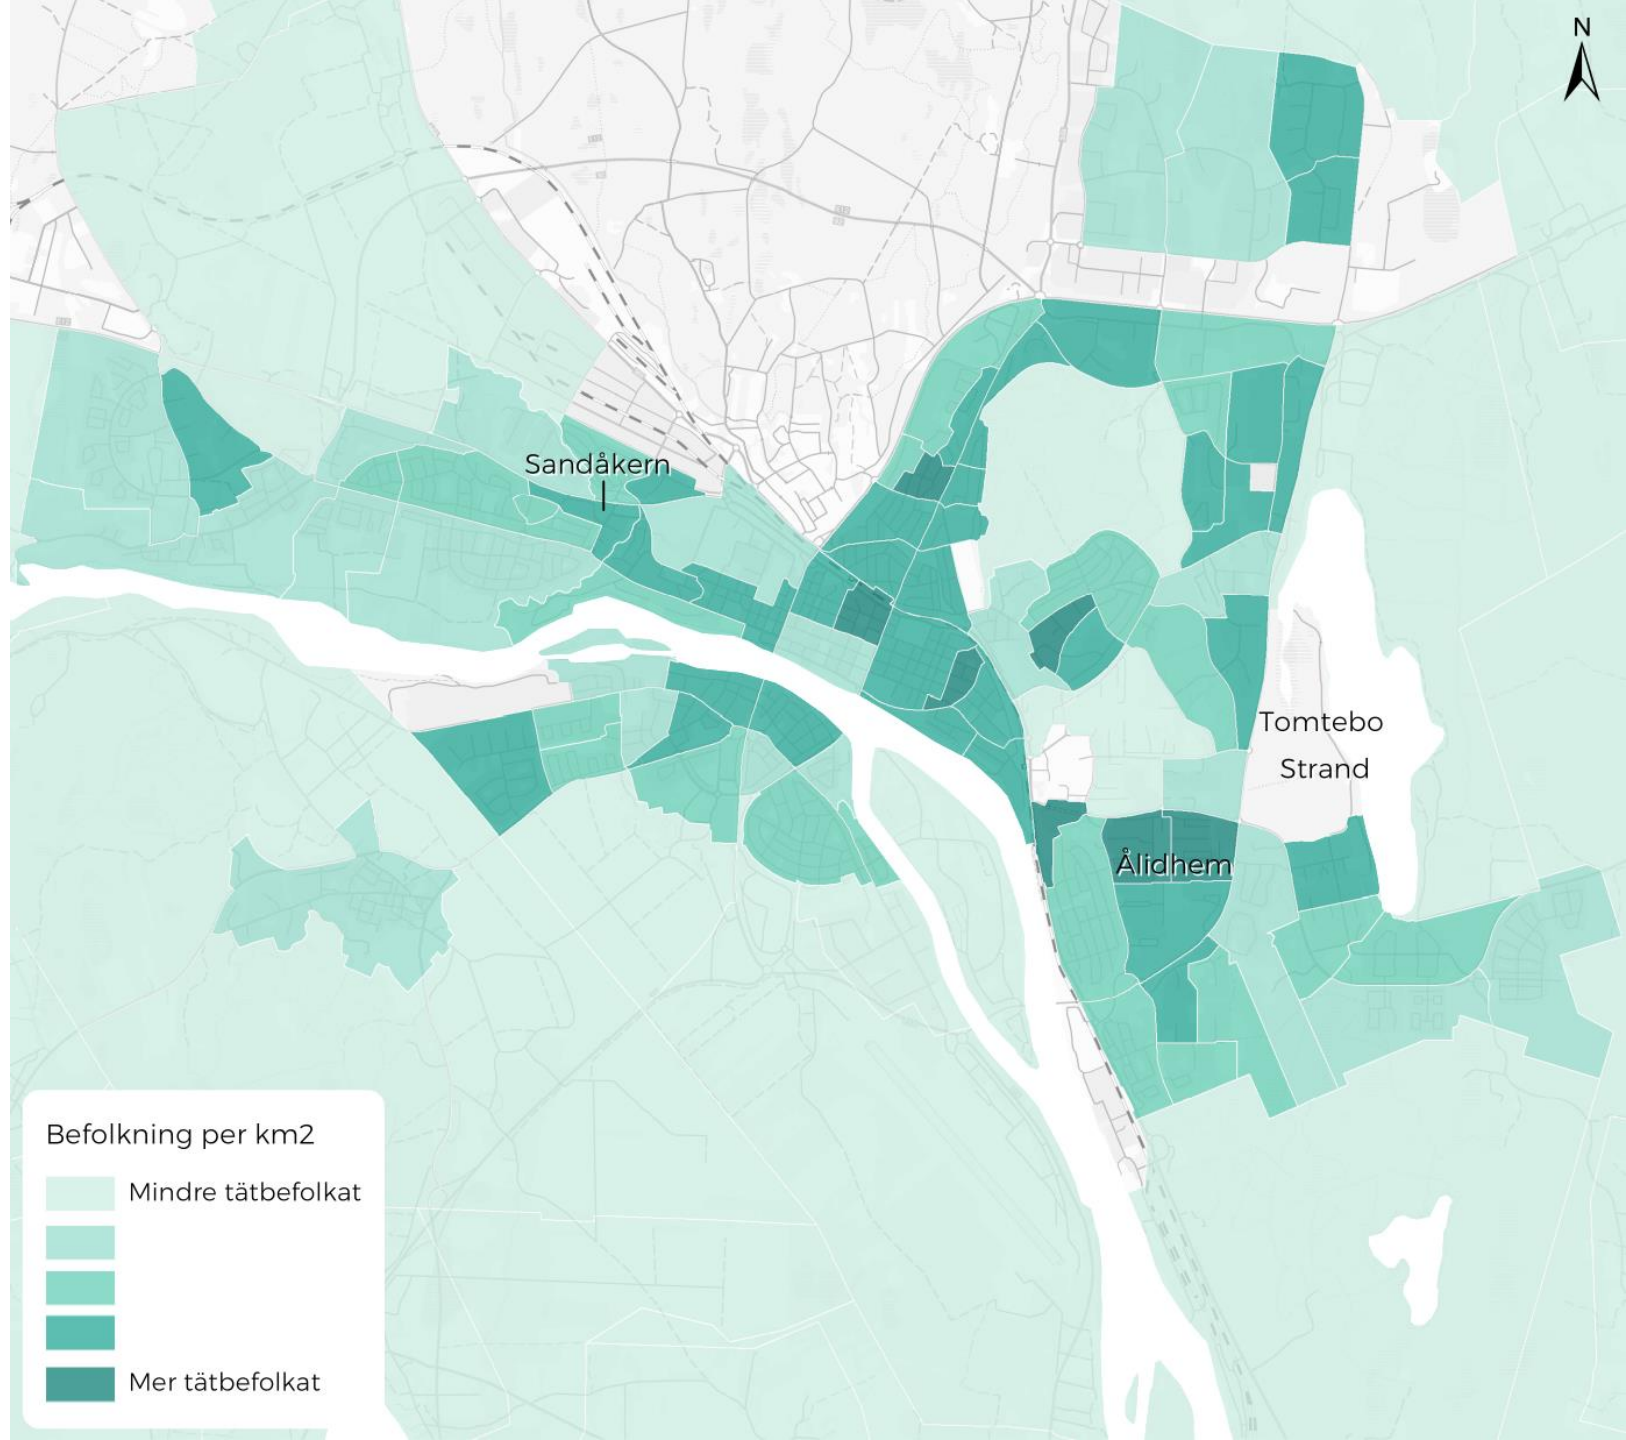 N
Sandåkern
Tomtebo
Strand
Ålidhem
Befolkning per km2
Mindre tätbefolkat
Mer tätbefolkat